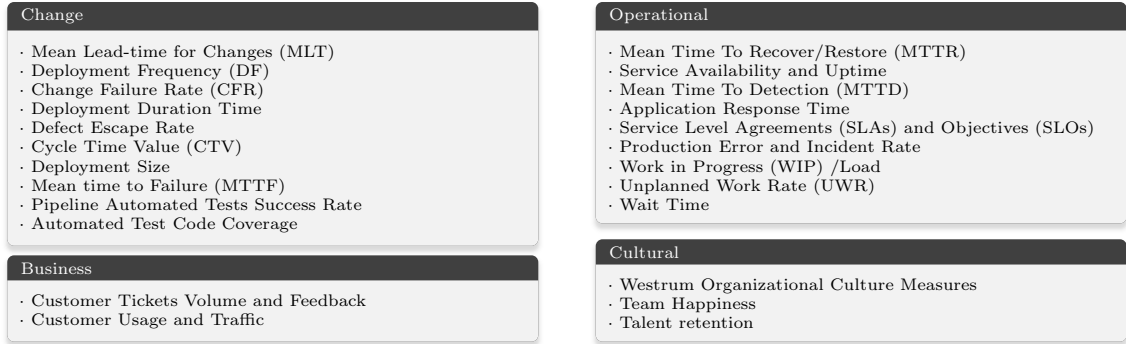 Change
· Mean Lead-time for Changes (MLT)
· Deployment Frequency (DF)
· Change Failure Rate (CFR)
· Deployment Duration Time
· Defect Escape Rate
· Cycle Time Value (CTV)
· Deployment Size
· Mean time to Failure (MTTF)
· Pipeline Automated Tests Success Rate
· Automated Test Code Coverage
Business
· Customer Tickets Volume and Feedback
· Customer Usage and Traffic
Operational
· Mean Time To Recover/Restore (MTTR)
· Service Availability and Uptime
· Mean Time To Detection (MTTD)
· Application Response Time
· Service Level Agreements (SLAs) and Objectives (SLOs)
· Production Error and Incident Rate
· Work in Progress (WIP) /Load
· Unplanned Work Rate (UWR)
· Wait Time
Cultural
· Westrum Organizational Culture Measures
· Team Happiness
· Talent retention